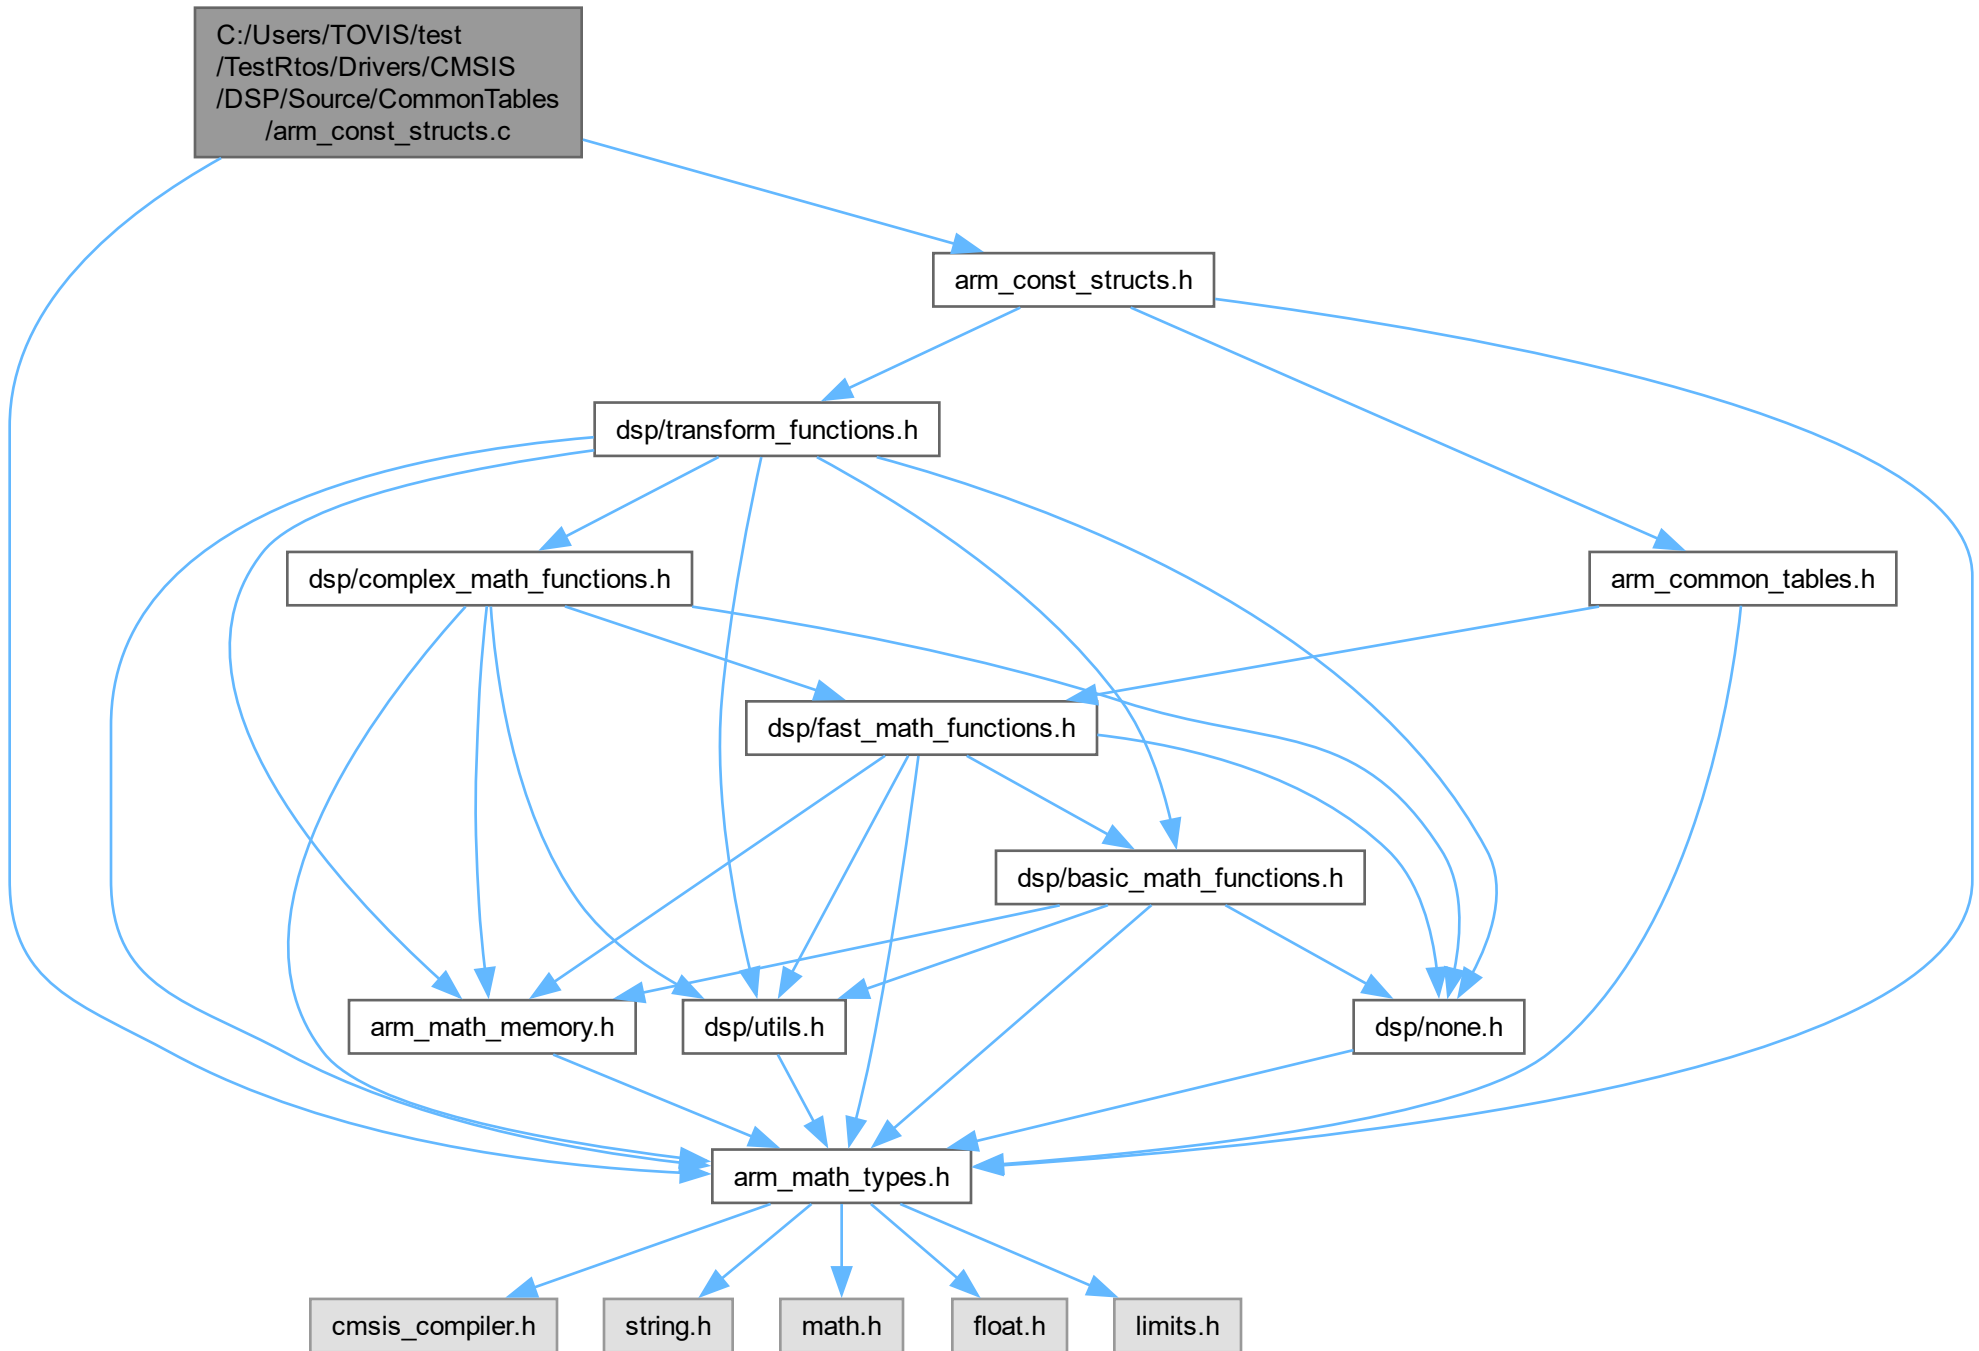 C:/Users/TOVIS/test
/TestRtos/Drivers/CMSIS
/DSP/Source/CommonTables
/arm_const_structs.c
arm_const_structs.h
dsp/transform_functions.h
dsp/complex_math_functions.h
arm_common_tables.h
dsp/fast_math_functions.h
dsp/basic_math_functions.h
arm_math_memory.h
dsp/utils.h
dsp/none.h
arm_math_types.h
cmsis_compiler.h
string.h
math.h
float.h
limits.h